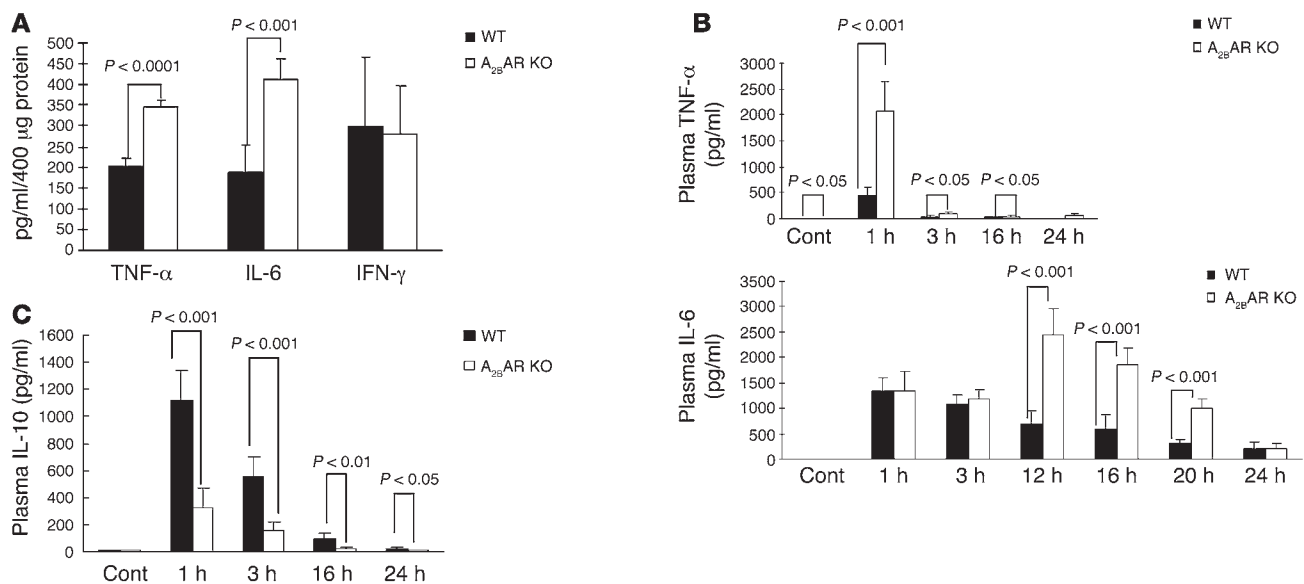 A
WT
A2BAR KO
pg/ml/400 μg protein
500
450
400
350
300
250
200
150
100
50
0
P < 0.0001
P < 0.001
TNF-α IL-6 IFN-γ
B
WT
A2BAR KO
Plasma TNF-α
(pg/ml)
3000
2500
2000
1500
1000
500
0
P < 0.05
P < 0.001
P < 0.05
P < 0.05
Cont 1 h 3 h 16 h 24 h
WT
A2BAR KO
Plasma IL-6
(pg/ml)
3500
3000
2500
2000
1500
1000
500
0
P < 0.001
P < 0.001
P < 0.001
Cont 1 h 3 h 12 h 16 h 20 h 24 h
C
WT
A2BAR KO
Plasma IL-10 (pg/ml)
1600
1400
1200
1000
800
600
400
200
0
P < 0.001
P < 0.001
P < 0.01
P < 0.05
Cont 1 h 3 h 16 h 24 h